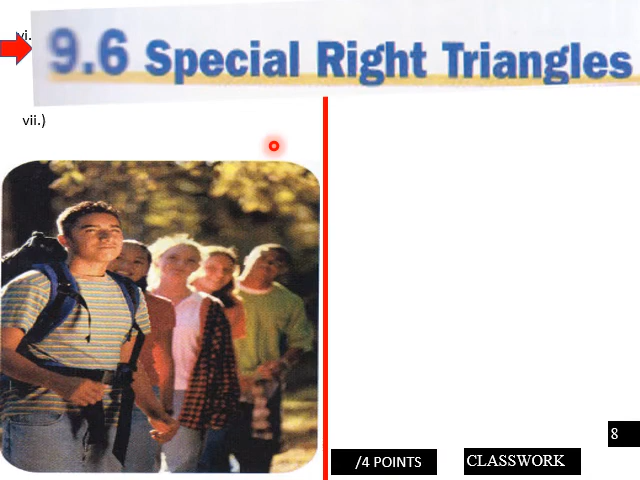 vi.
9.6 Special Right Triangles
vii.)
8
/4 POINTS
CLASSWORK